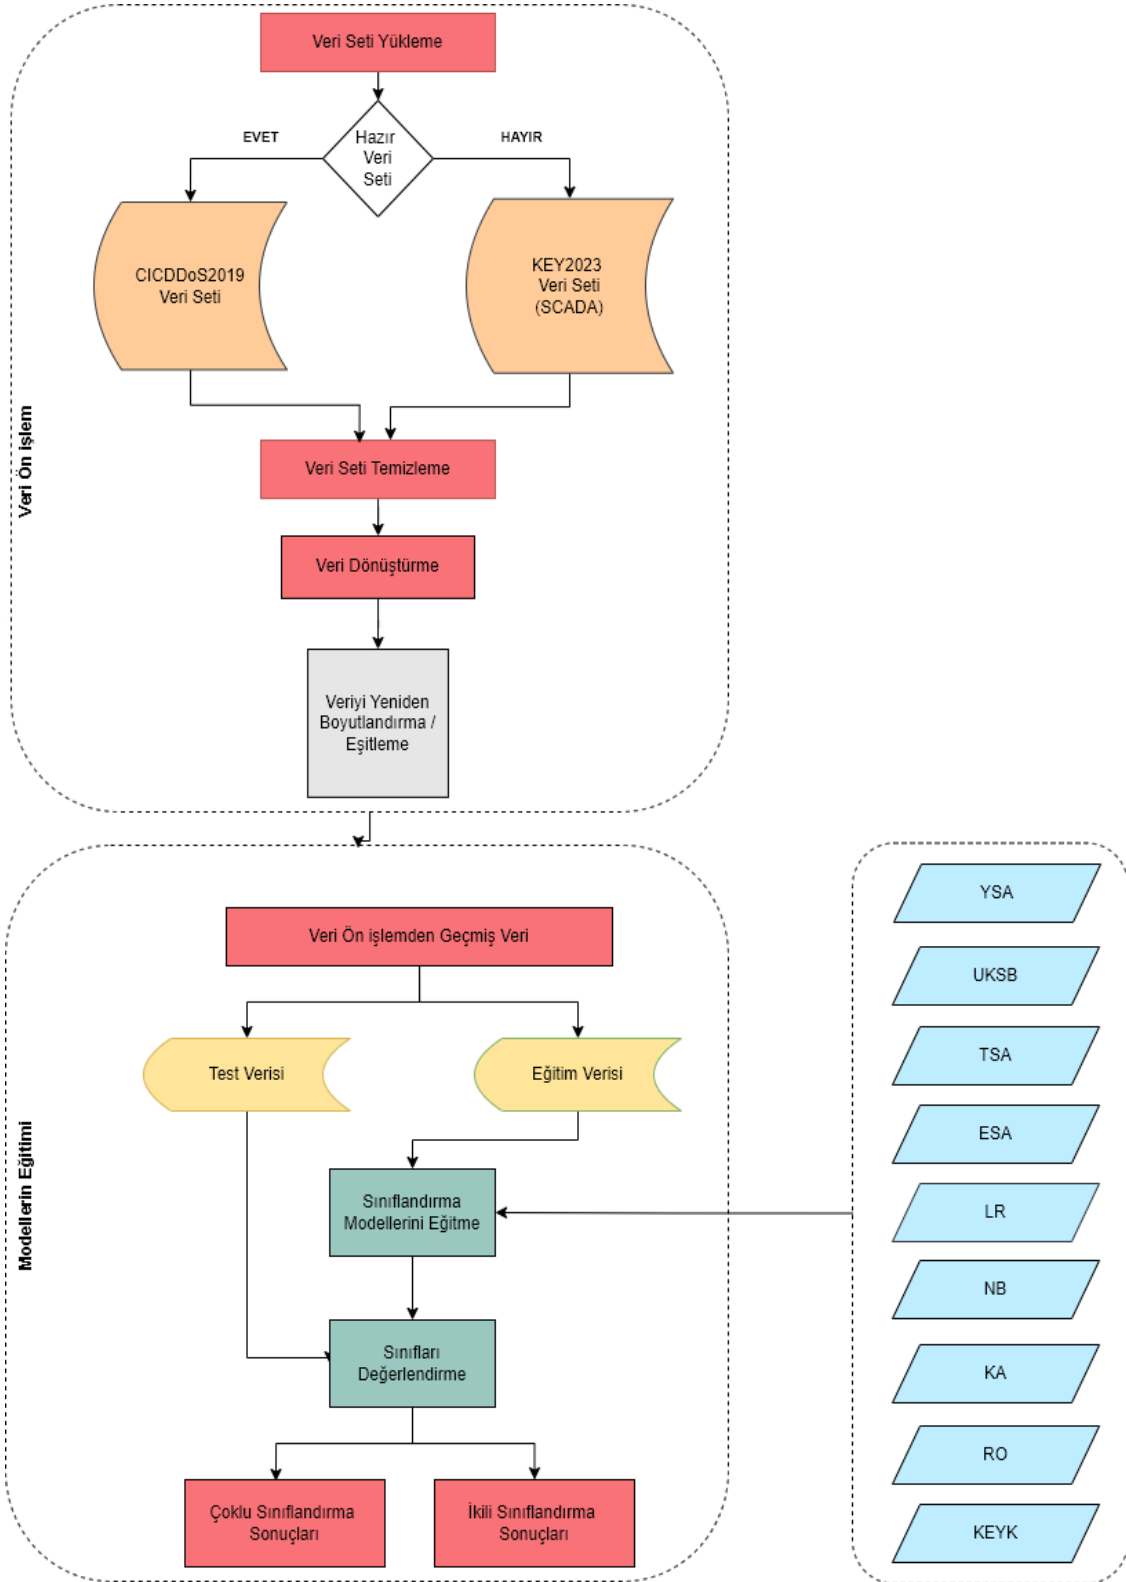 Veri Seti Yükleme
EVET
Hazır
Veri
Seti
HAYIR
CICDDoS2019
Veri Seti
KEY2023
Veri Seti
(SCADA)
Veri Ön işlem
Veri Seti Temizleme
Veri Dönüştürme
Veriyi Yeniden
Boyutlandırma /
Eşitleme
Modellerin Eğitimi
Veri Ön işlemden Geçmiş Veri
Test Verisi
Eğitim Verisi
Sınıflandırma
Modellerini Eğitme
Sınıfları
Değerlendirme
Çoklu Sınıflandırma
Sonuçları
İkili Sınıflandırma
Sonuçları
YSA
UKSB
TSA
ESA
LR
NB
KA
RO
KEYK